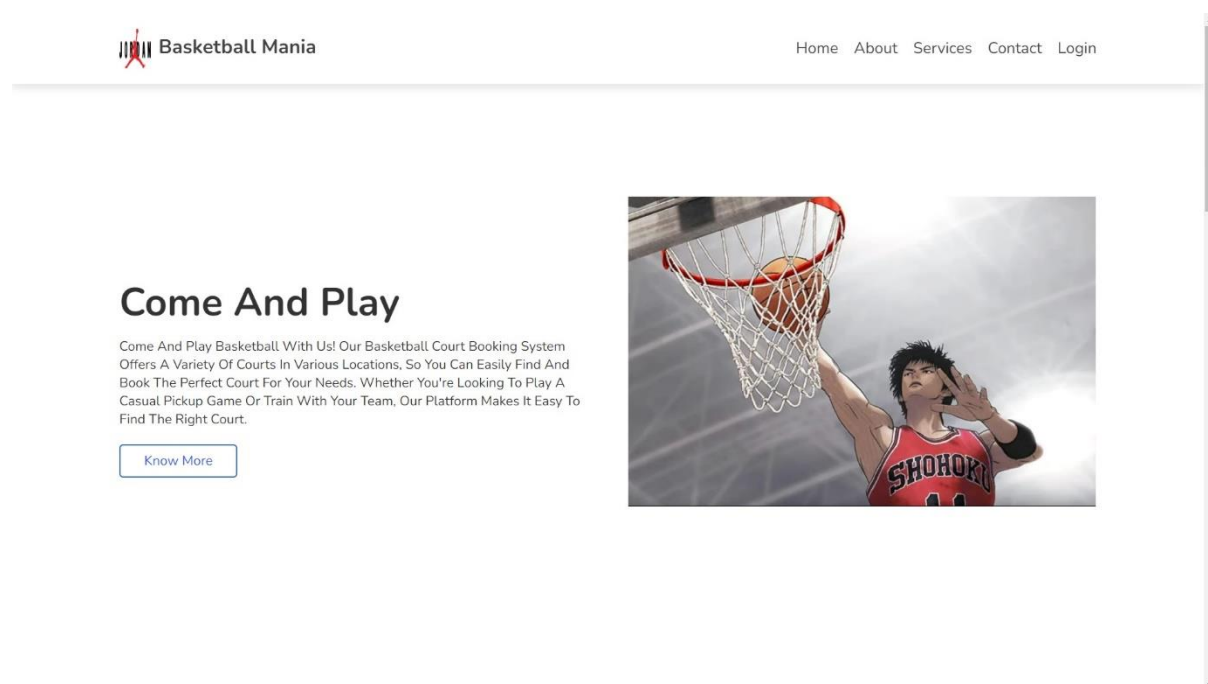 JORDAN Basketball Mania
Home About Services Contact Login
Come And Play
Come And Play Basketball With Us! Our Basketball Court Booking System
Offers A Variety Of Courts In Various Locations, So You Can Easily Find And
Book The Perfect Court For Your Needs. Whether You're Looking To Play A
Casual Pickup Game Or Train With Your Team, Our Platform Makes It Easy To
Find The Right Court.
Know More
SHOHOKU
11